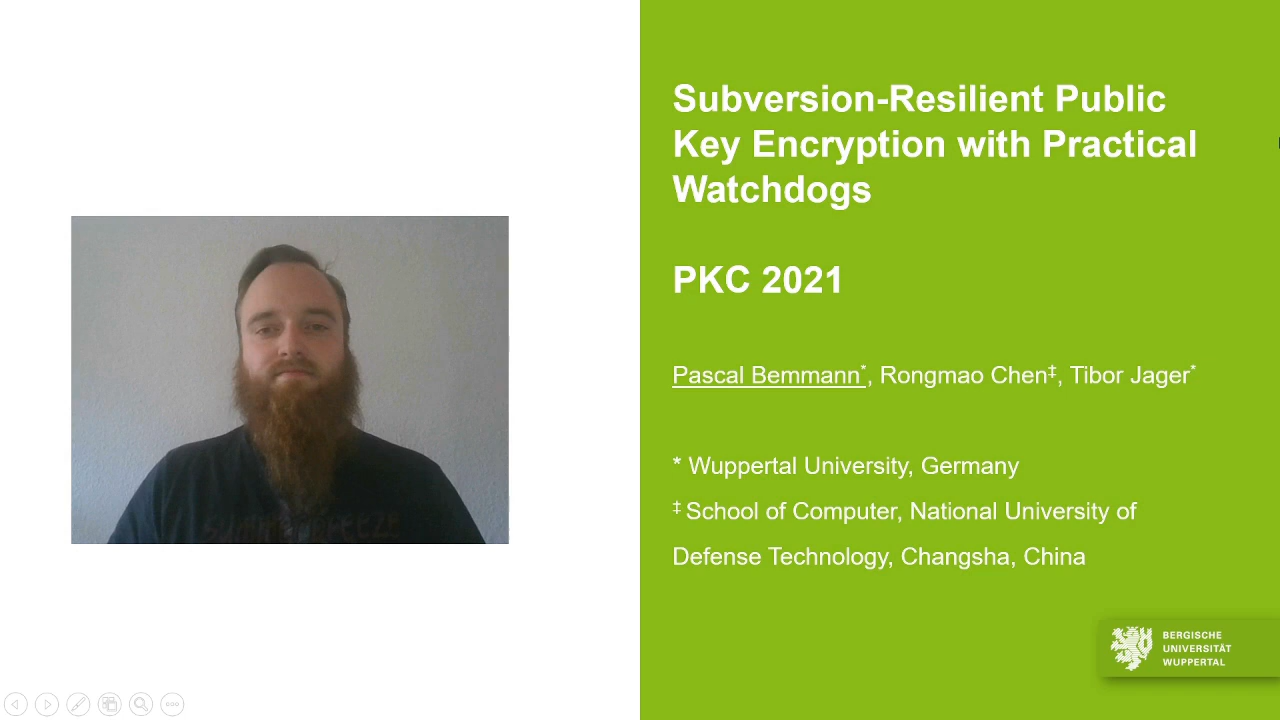 Subversion-Resilient Public
Key Encryption with Practical
Watchdogs
PKC 2021
Pascal Bemmann*, Rongmao Chen‡, Tibor Jager*
* Wuppertal University, Germany
‡ School of Computer, National University of
Defense Technology, Changsha, China
BERGISCHE
UNIVERSITÄT
WUPPERTAL